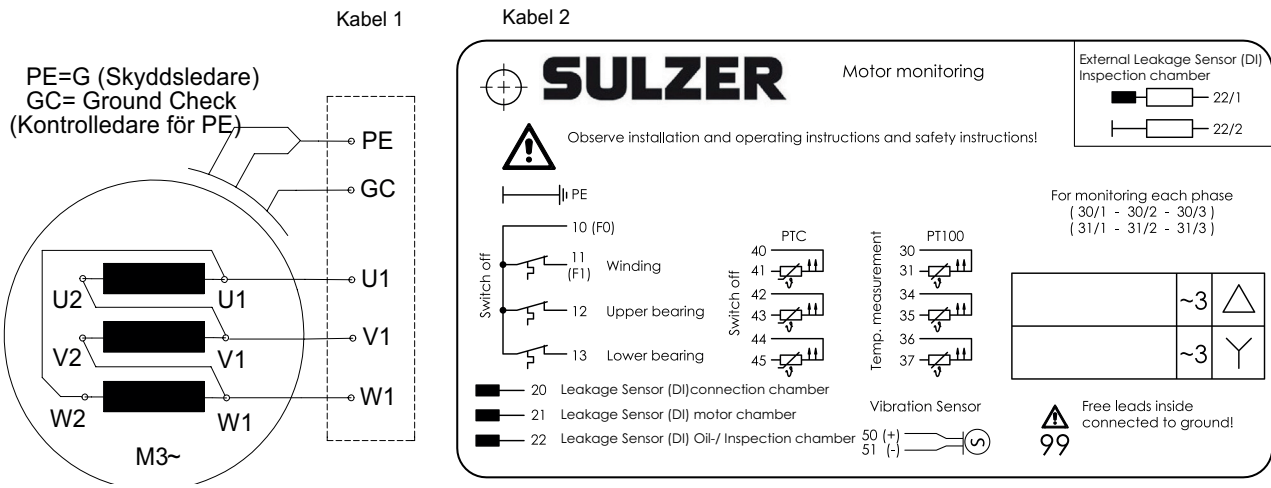 Kabel 1
Kabel 2
PE=G (Skyddsledare)
GC= Ground Check
(Kontrolledare för PE)
PE
GC
U1
V1
W1
U2
U1
V2
V1
W2
W1
M3~
SULZER
Motor monitoring
External Leakage Sensor (DI)
Inspection chamber
22/1
22/2
Observe installation and operating instructions and safety instructions!
PE
Switch off
10 (F0)
11
(F1)
Winding
12 Upper bearing
13 Lower bearing
20 Leakage Sensor (DI)connection chamber
21 Leakage Sensor (DI) motor chamber
22 Leakage Sensor (DI) Oil-/ Inspection chamber
Switch off
PTC
40
41
42
43
44
45
Temp. measurement
PT100
30
31
34
35
36
37
Vibration Sensor
50 (+)
51 (-)
S
For monitoring each phase
( 30/1 - 30/2 - 30/3 )
( 31/1 - 31/2 - 31/3 )
~3
~3
Free leads inside
connected to ground!
99